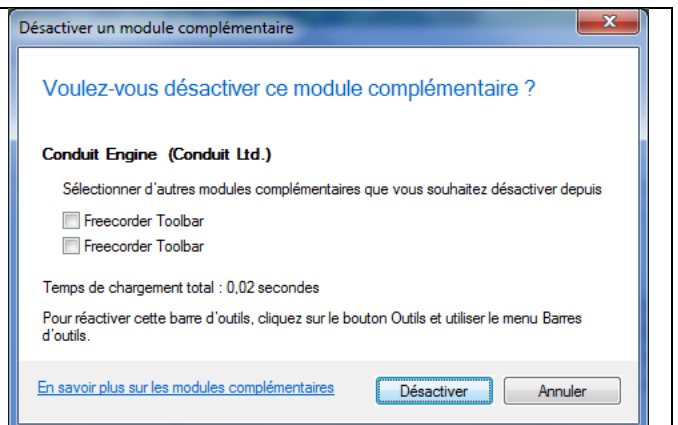 Désactiver un module complémentaire
Voulez-vous désactiver ce module complémentaire ?
Conduit Engine (Conduit Ltd.)
Sélectionner d'autres modules complémentaires que vous souhaitez désactiver depuis
Freecorder Toolbar
Freecorder Toolbar
Temps de chargement total : 0,02 secondes
Pour réactiver cette barre d'outils, cliquez sur le bouton Outils et utiliser le menu Barres
d'outils.
En savoir plus sur les modules complémentaires
Désactiver
Annuler